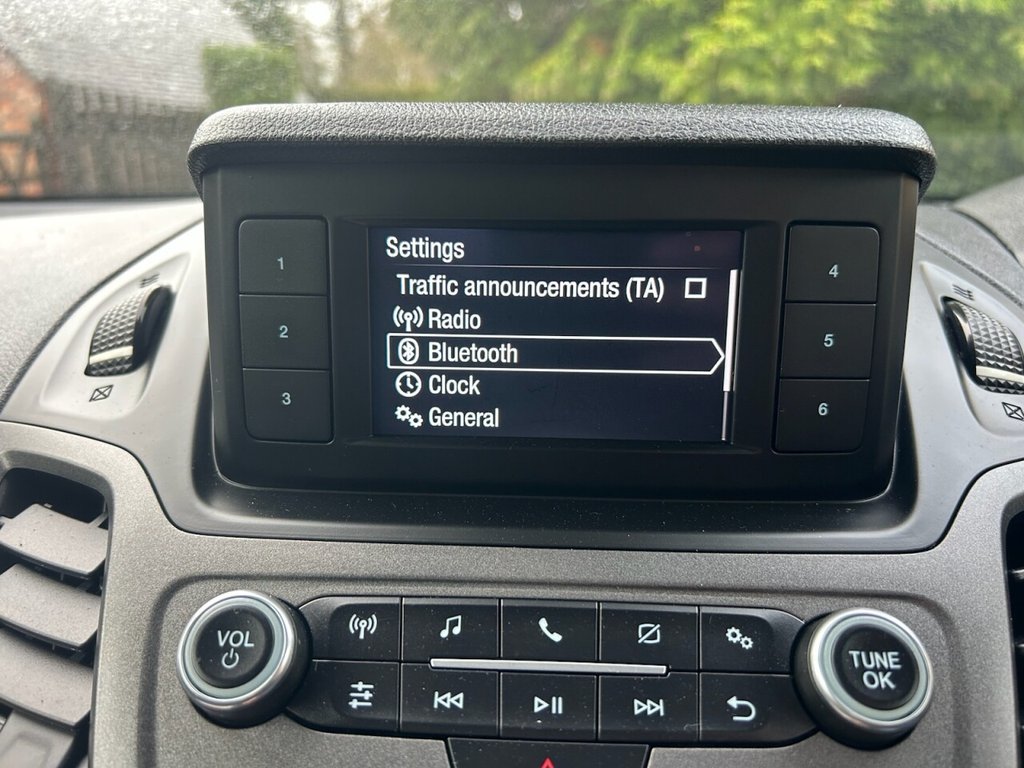 Settings
Traffic announcements (TA)
Radio
Bluetooth
Clock
General
1
2
3
4
5
6
VOL
TUNE
OK